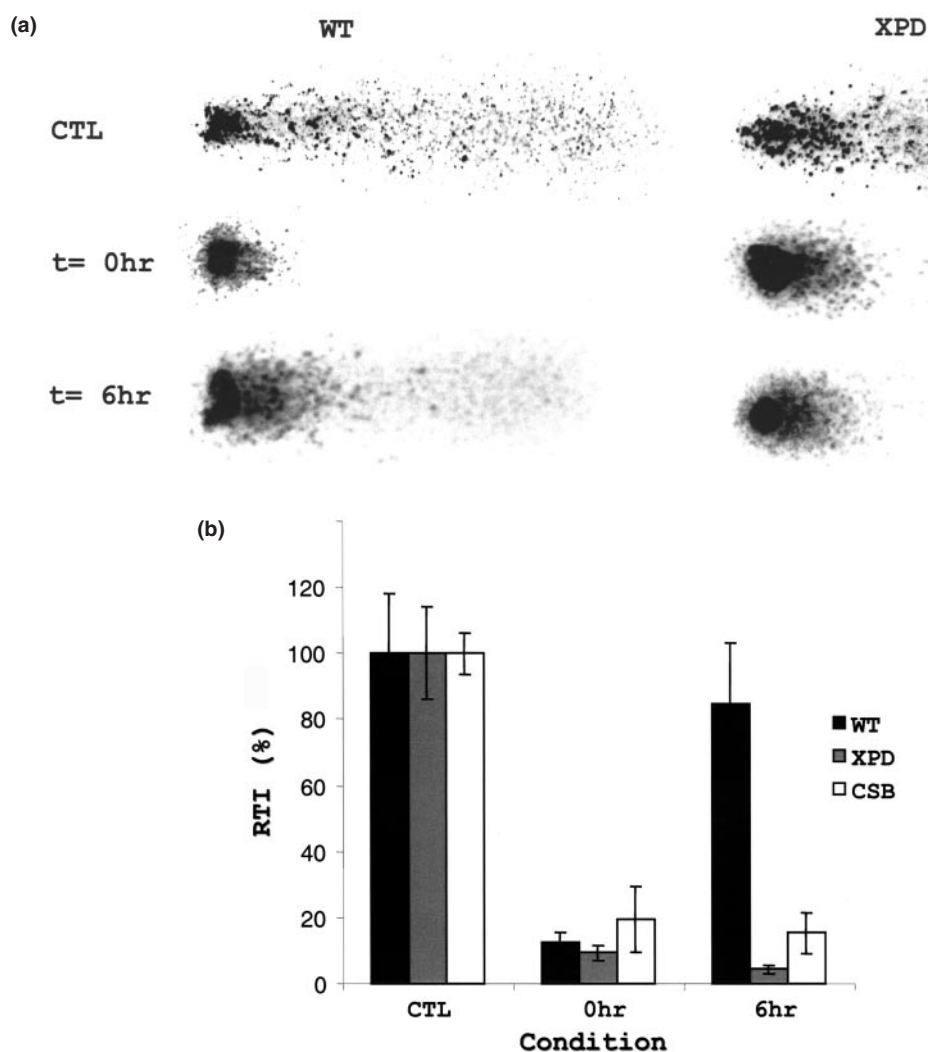 (a)
WT XPD
CTL
t= 0hr
t= 6hr
(b)
120
100
80
60
40
20
0
RTI (%)
WT
XPD
CSB
CTL 0hr 6hr
Condition